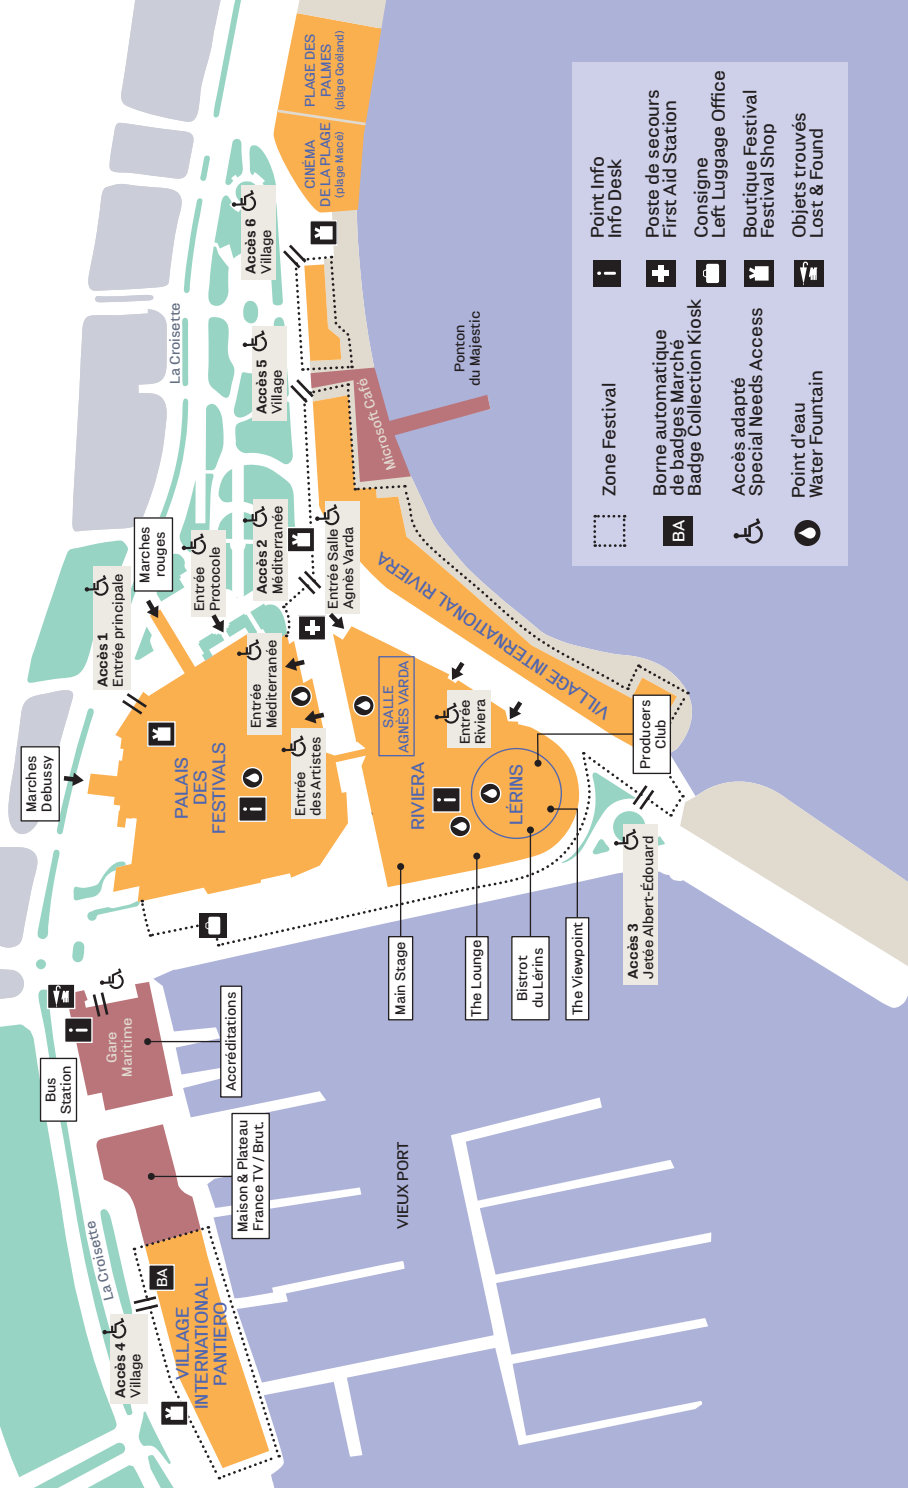 La Croisette
Accès 4
Village
VILLAGE
INTERNATIONAL
PANTIERO
BA
Maison & Plateau
France TV / Brut.
Bus
Station
Gare
Maritime
Accréditations
VIEUX PORT
Marches
Debussy
Accès 1
Entrée principale
Marches
rouges
La Croisette
Entrée
Protocole
Accès 2
Méditerranée
Accès 5
Village
Accès 6
Village
CINÉMA
DE LA PLAGE
(plage Macé)
PLAGE DES
PALMES
(plage Goéland)
PALAIS
DES
FESTIVALS
Entrée
Méditerranée
Entrée
des Artistes
Entrée Salle
Agnès Varda
Microsoft Café
Ponton
du Majestic
SALLE
AGNÈS VARDA
VILLAGE INTERNATIONAL RIVIERA
RIVIERA
Entrée
Riviera
LÉRINS
Main Stage
The Lounge
Bistrot
du Lérins
The Viewpoint
Producers
Club
Accès 3
Jetée Albert-Édouard
Zone Festival
BA
Borne automatique
de badges Marché
Badge Collection Kiosk
Accès adapté
Special Needs Access
Point d'eau
Water Fountain
Point Info
Info Desk
Poste de secours
First Aid Station
Consigne
Left Luggage Office
Boutique Festival
Festival Shop
Objets trouvés
Lost & Found